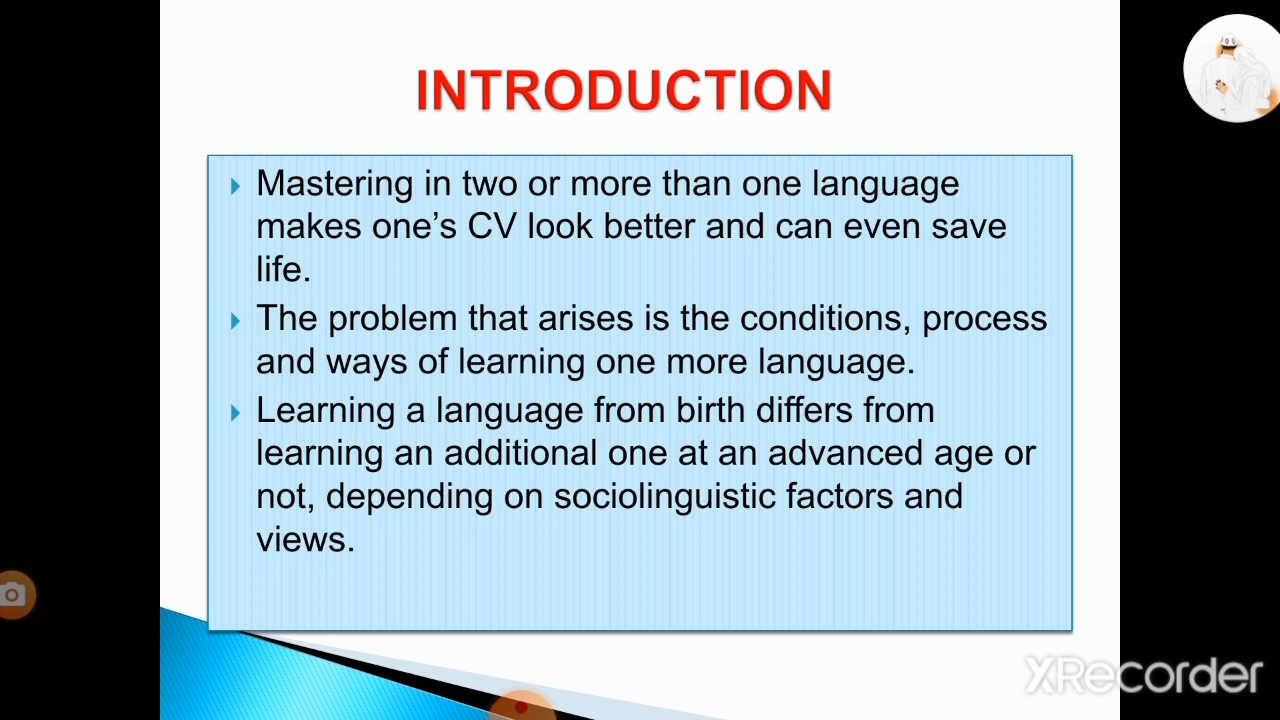 INTRODUCTION
Mastering in two or more than one language
makes one’s CV look better and can even save
life.
The problem that arises is the conditions, process
and ways of learning one more language.
Learning a language from birth differs from
learning an additional one at an advanced age or
not, depending on sociolinguistic factors and
views.
XRecorder